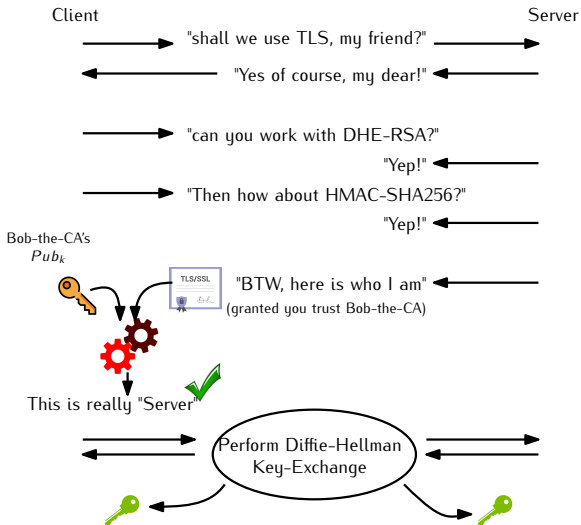 Client
Server
"shall we use TLS, my friend?"
"Yes of course, my dear!"
"can you work with DHE-RSA?"
"Yep!"
"Then how about HMAC-SHA256?"
"Yep!"
Bob-the-CA's
Pubₖ
TLS/SSL
"BTW, here is who I am"
(granted you trust Bob-the-CA)
This is really "Server"
Perform Diffie-Hellman
Key-Exchange